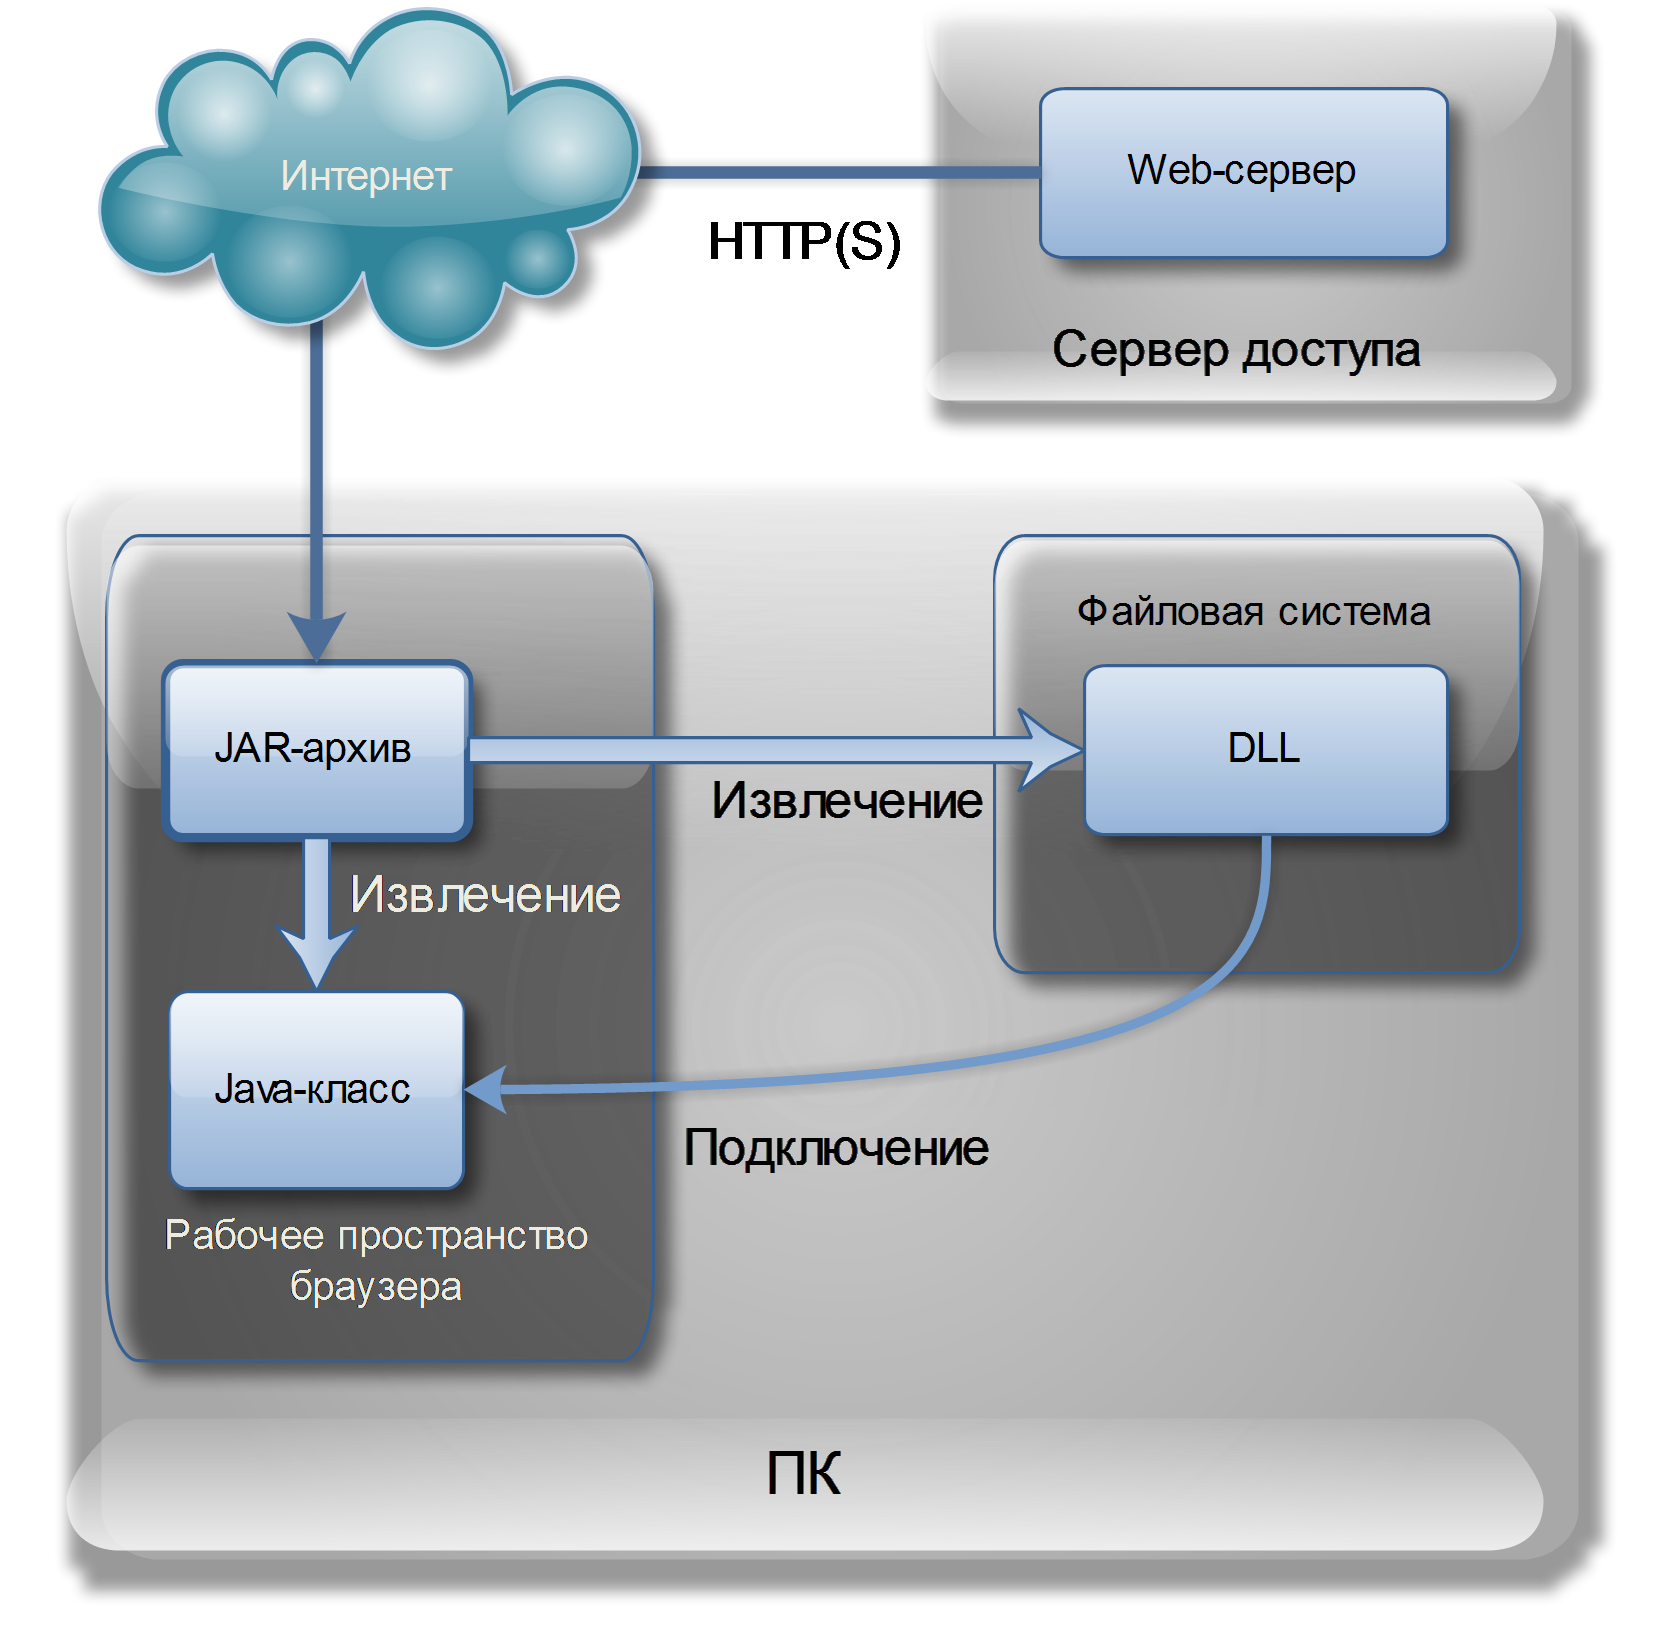 Интернет
Web-сервер
HTTP(S)
Сервер доступа
Файловая система
JAR-архив
DLL
Извлечение
Извлечение
Java-класс
Подключение
Рабочее пространство
браузера
ПК